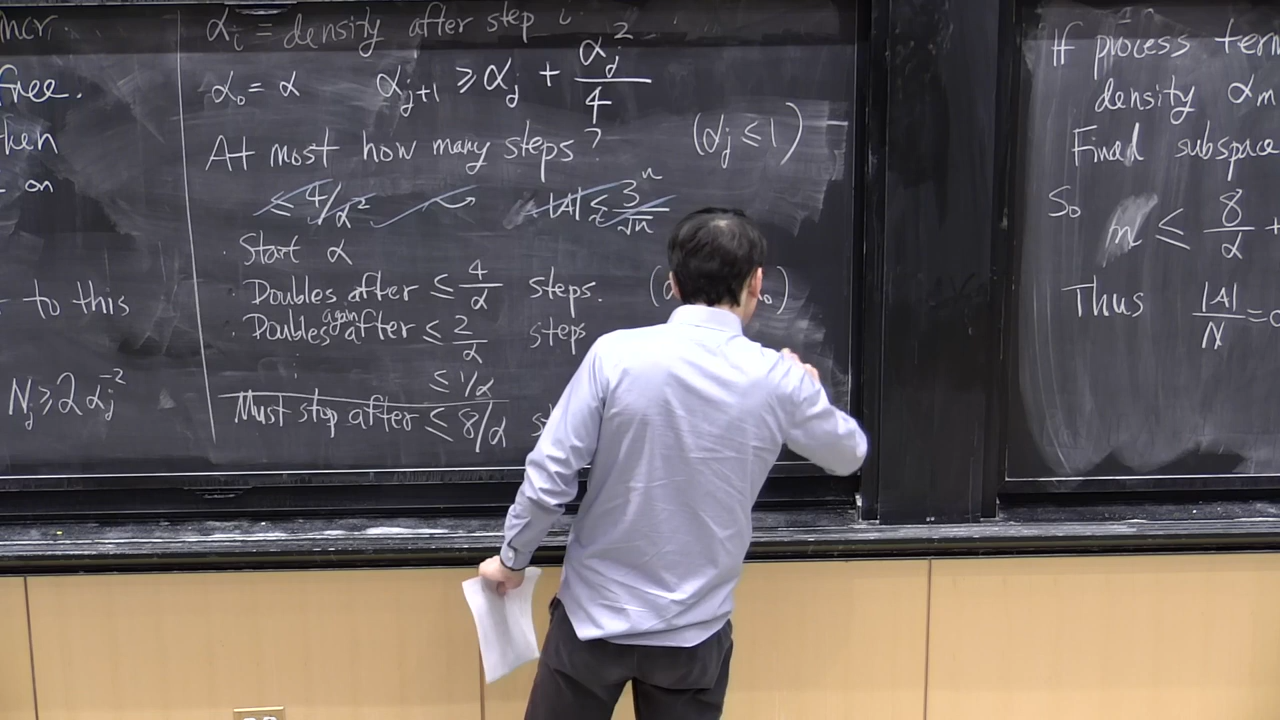 incr.
free.
then
on
to this
N_j ≥ 2 α_j^{-2}
α_i = density after step i
α_0 = α    α_{j+1} ≥ α_j + α_j^2/4
At most how many steps? (α_j ≤ 1)
≤ 4/α^2    |A| ≲ 3^n/√n
Start α
Doubles after ≤ 4/α steps. (
Doubles again after ≤ 2/α steps
⋮ ≤ 1/α
Must stop after ≤ 8/α
If process term
density α_m
Final subspace
So m ≤ 8/α +
Thus |A|/N =